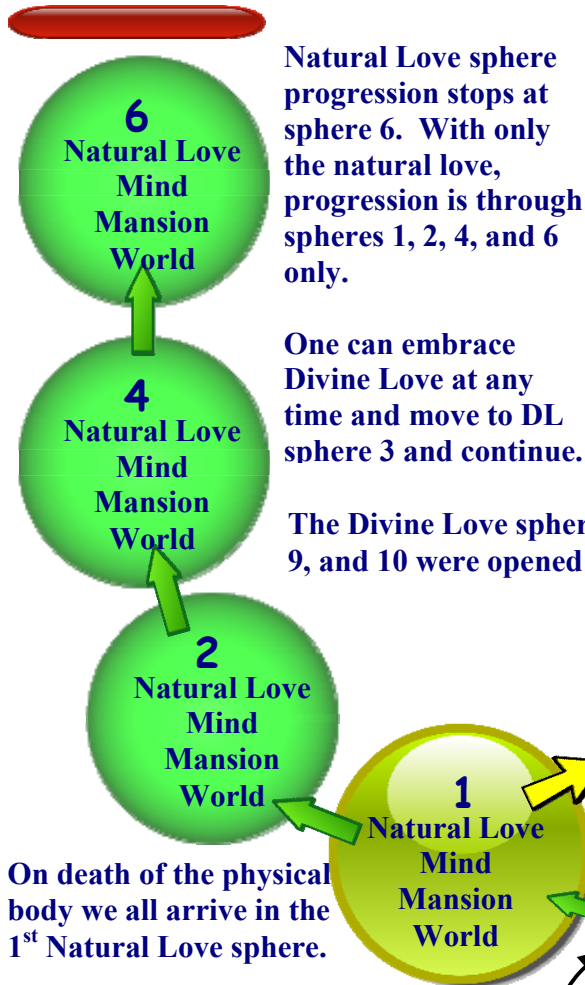 6
Natural Love
Mind
Mansion
World
Natural Love sphere
progression stops at
sphere 6. With only
the natural love,
progression is through
spheres 1, 2, 4, and 6
only.
4
Natural Love
Mind
Mansion
World
One can embrace
Divine Love at any
time and move to DL
sphere 3 and continue.
The Divine Love
9, and 10 were opened
2
Natural Love
Mind
Mansion
World
1
Natural Love
Mind
Mansion
World
On death of the physical
body we all arrive in the
1st Natural Love sphere.